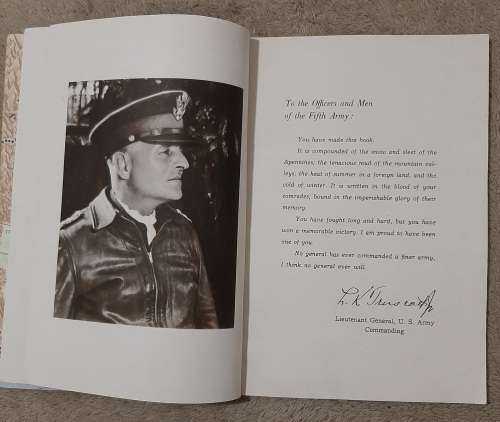 To the Officers and Men
of the Fifth Army:
You have made this book.
It is compounded of the snow and sleet of the
Apennines, the tenacious mud of the mountain val-
leys, the heat of summer in a foreign land, and the
cold of winter. It is written in the blood of your
comrades, bound in the imperishable glory of their
memory.
You have fought long and hard, but you have
won a memorable victory. I am proud to have been
one of you.
No general has ever commanded a finer army,
I think no general ever will.
L. K. Truscott Jr
Lieutenant General, U. S. Army
Commanding